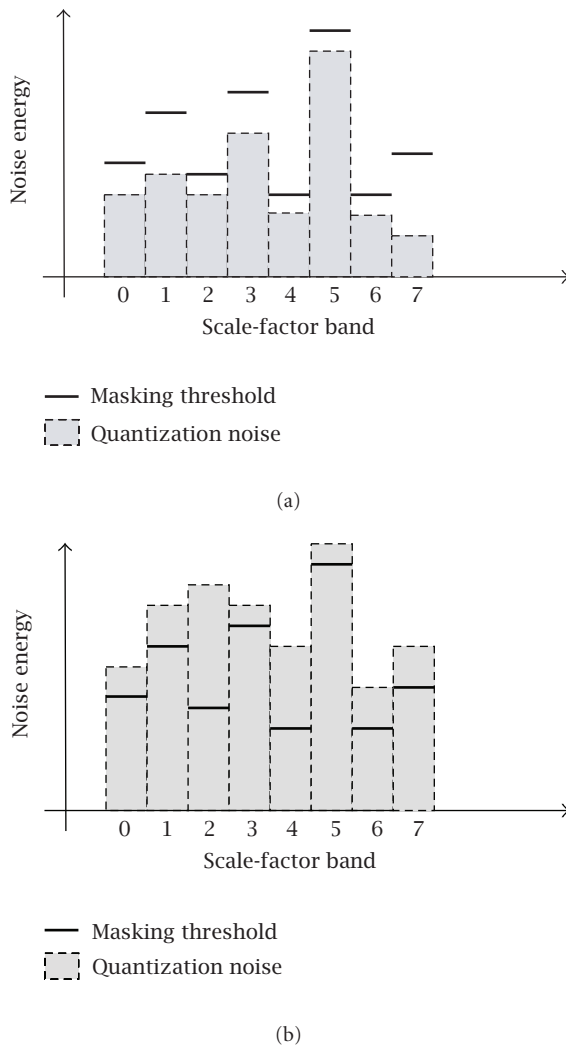 Noise energy
0 1 2 3 4 5 6 7
Scale-factor band
Masking threshold
Quantization noise
(a)
Noise energy
0 1 2 3 4 5 6 7
Scale-factor band
Masking threshold
Quantization noise
(b)